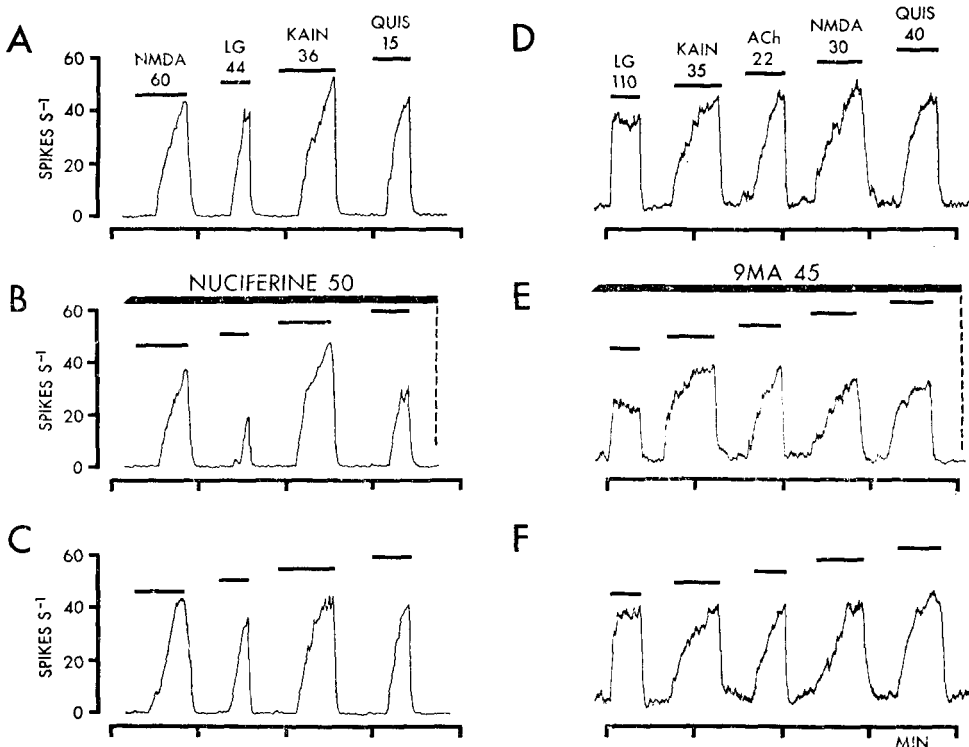 A
NMDA
60
LG
44
KAIN
36
QUIS
15
SPIKES S⁻¹
60
40
20
0
D
LG
110
KAIN
35
ACh
22
NMDA
30
QUIS
40
B
NUCIFERINE 50
SPIKES S⁻¹
60
40
20
0
E
9MA 45
C
SPIKES S⁻¹
60
40
20
0
F
MIN